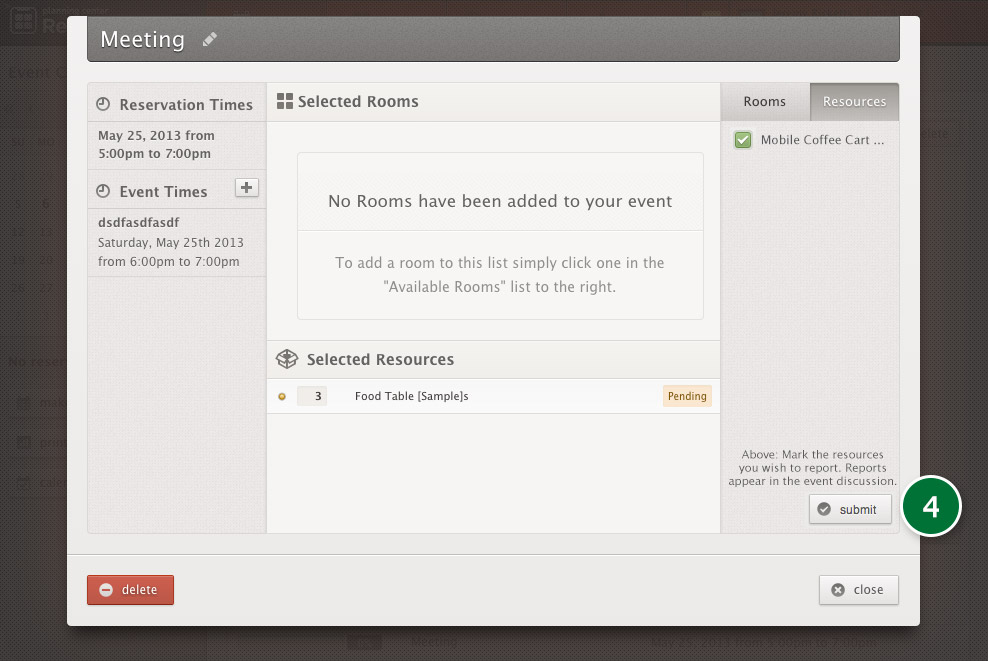 Meeting
Reservation Times
May 25, 2013 from
5:00pm to 7:00pm
Event Times
dsdfasdfasdf
Saturday, May 25th 2013
from 6:00pm to 7:00pm
Selected Rooms
No Rooms have been added to your event
To add a room to this list simply click one in the
"Available Rooms" list to the right.
Selected Resources
3 Food Table [Sample]s Pending
Rooms Resources
Mobile Coffee Cart ...
Above: Mark the resources
you wish to report. Reports
appear in the event discussion.
submit
4
delete
close
Meeting